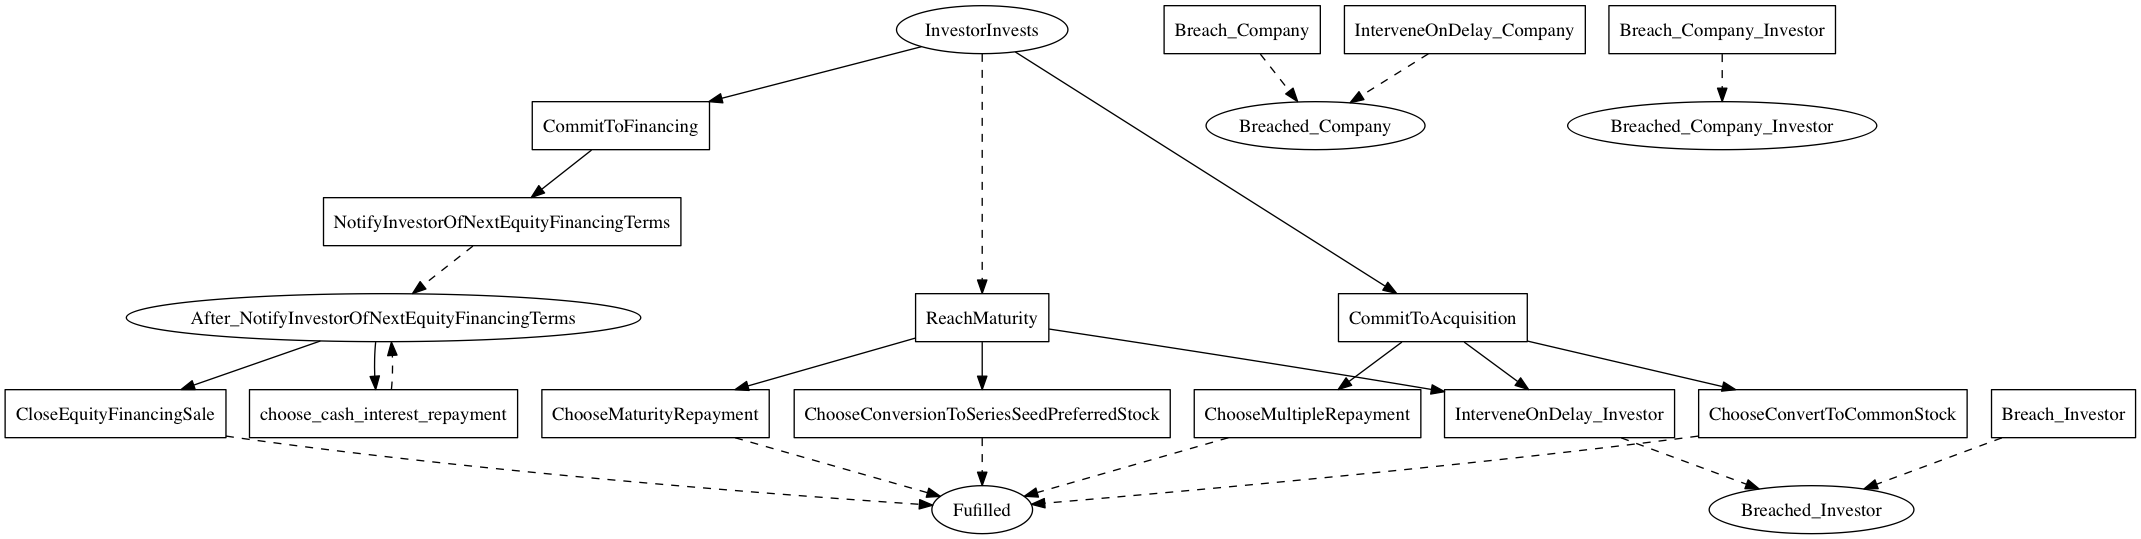 InvestorInvests
Breach_Company
InterveneOnDelay_Company
Breach_Company_Investor
CommitToFinancing
Breached_Company
Breached_Company_Investor
NotifyInvestorOfNextEquityFinancingTerms
After_NotifyInvestorOfNextEquityFinancingTerms
ReachMaturity
CommitToAcquisition
CloseEquityFinancingSale
choose_cash_interest_repayment
ChooseMaturityRepayment
ChooseConversionToSeriesSeedPreferredStock
ChooseMultipleRepayment
InterveneOnDelay_Investor
ChooseConvertToCommonStock
Breach_Investor
Fufilled
Breached_Investor